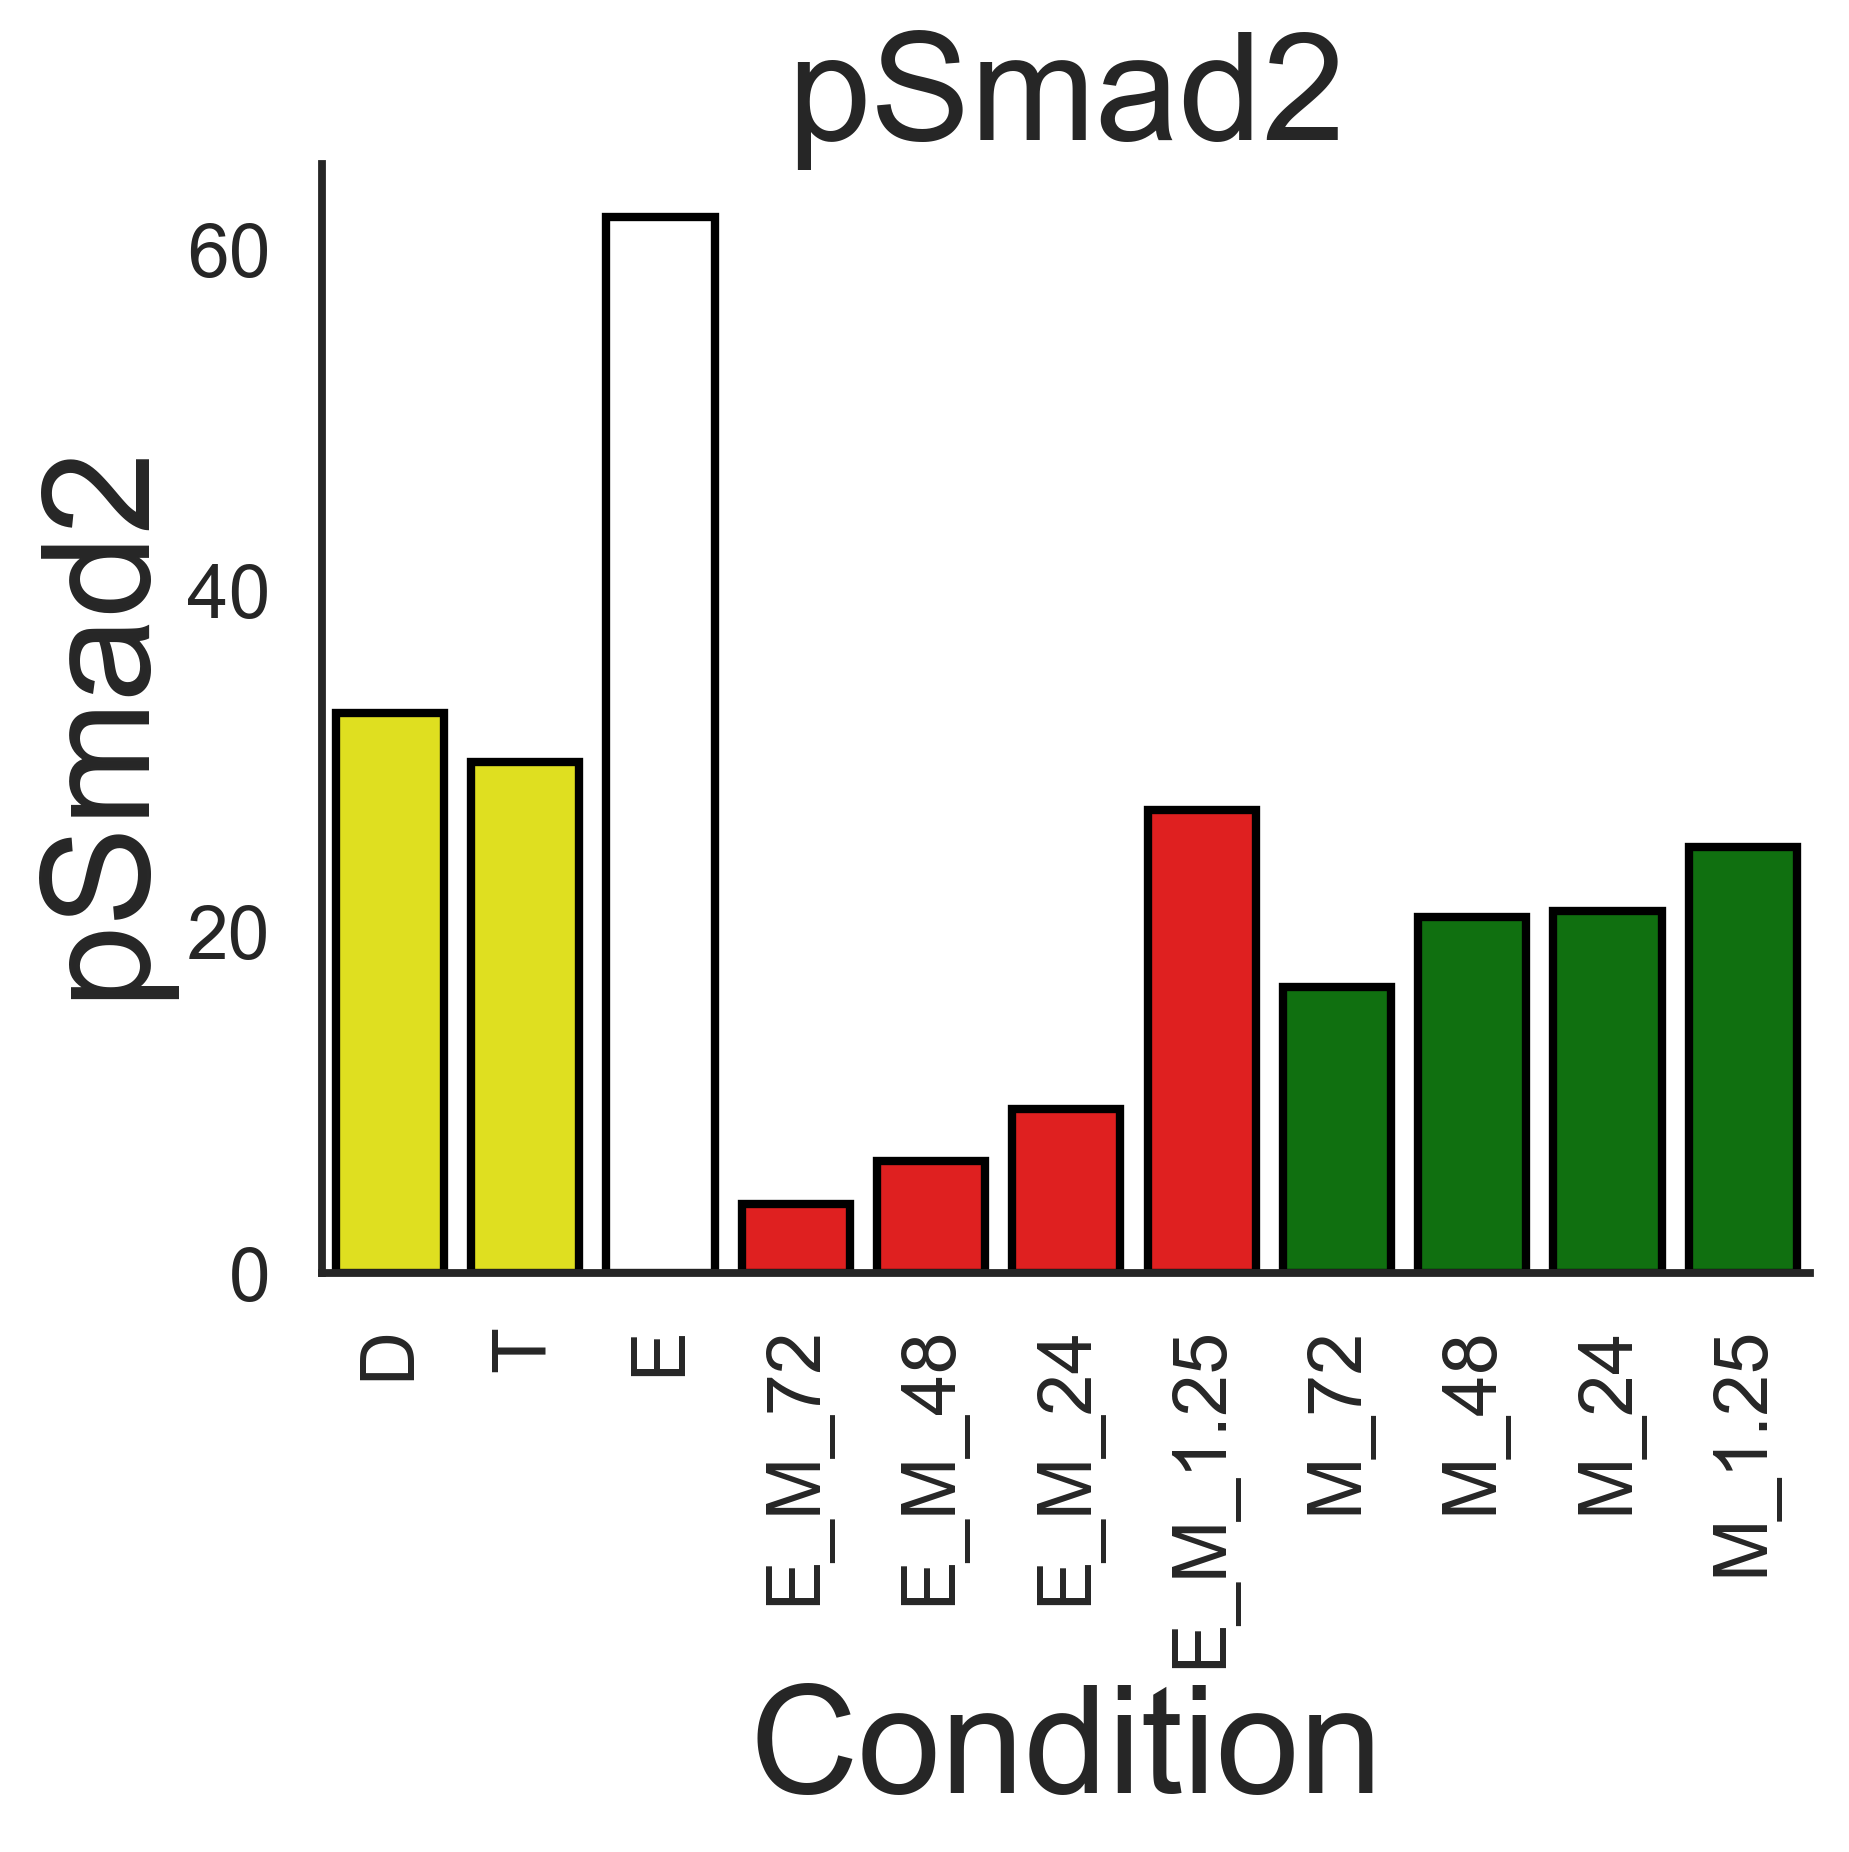 pSmad2
pSmad2
60
40
20
0
D
T
E
E_M_72
E_M_48
E_M_24
E_M_1.25
M_72
M_48
M_24
M_1.25
Condition